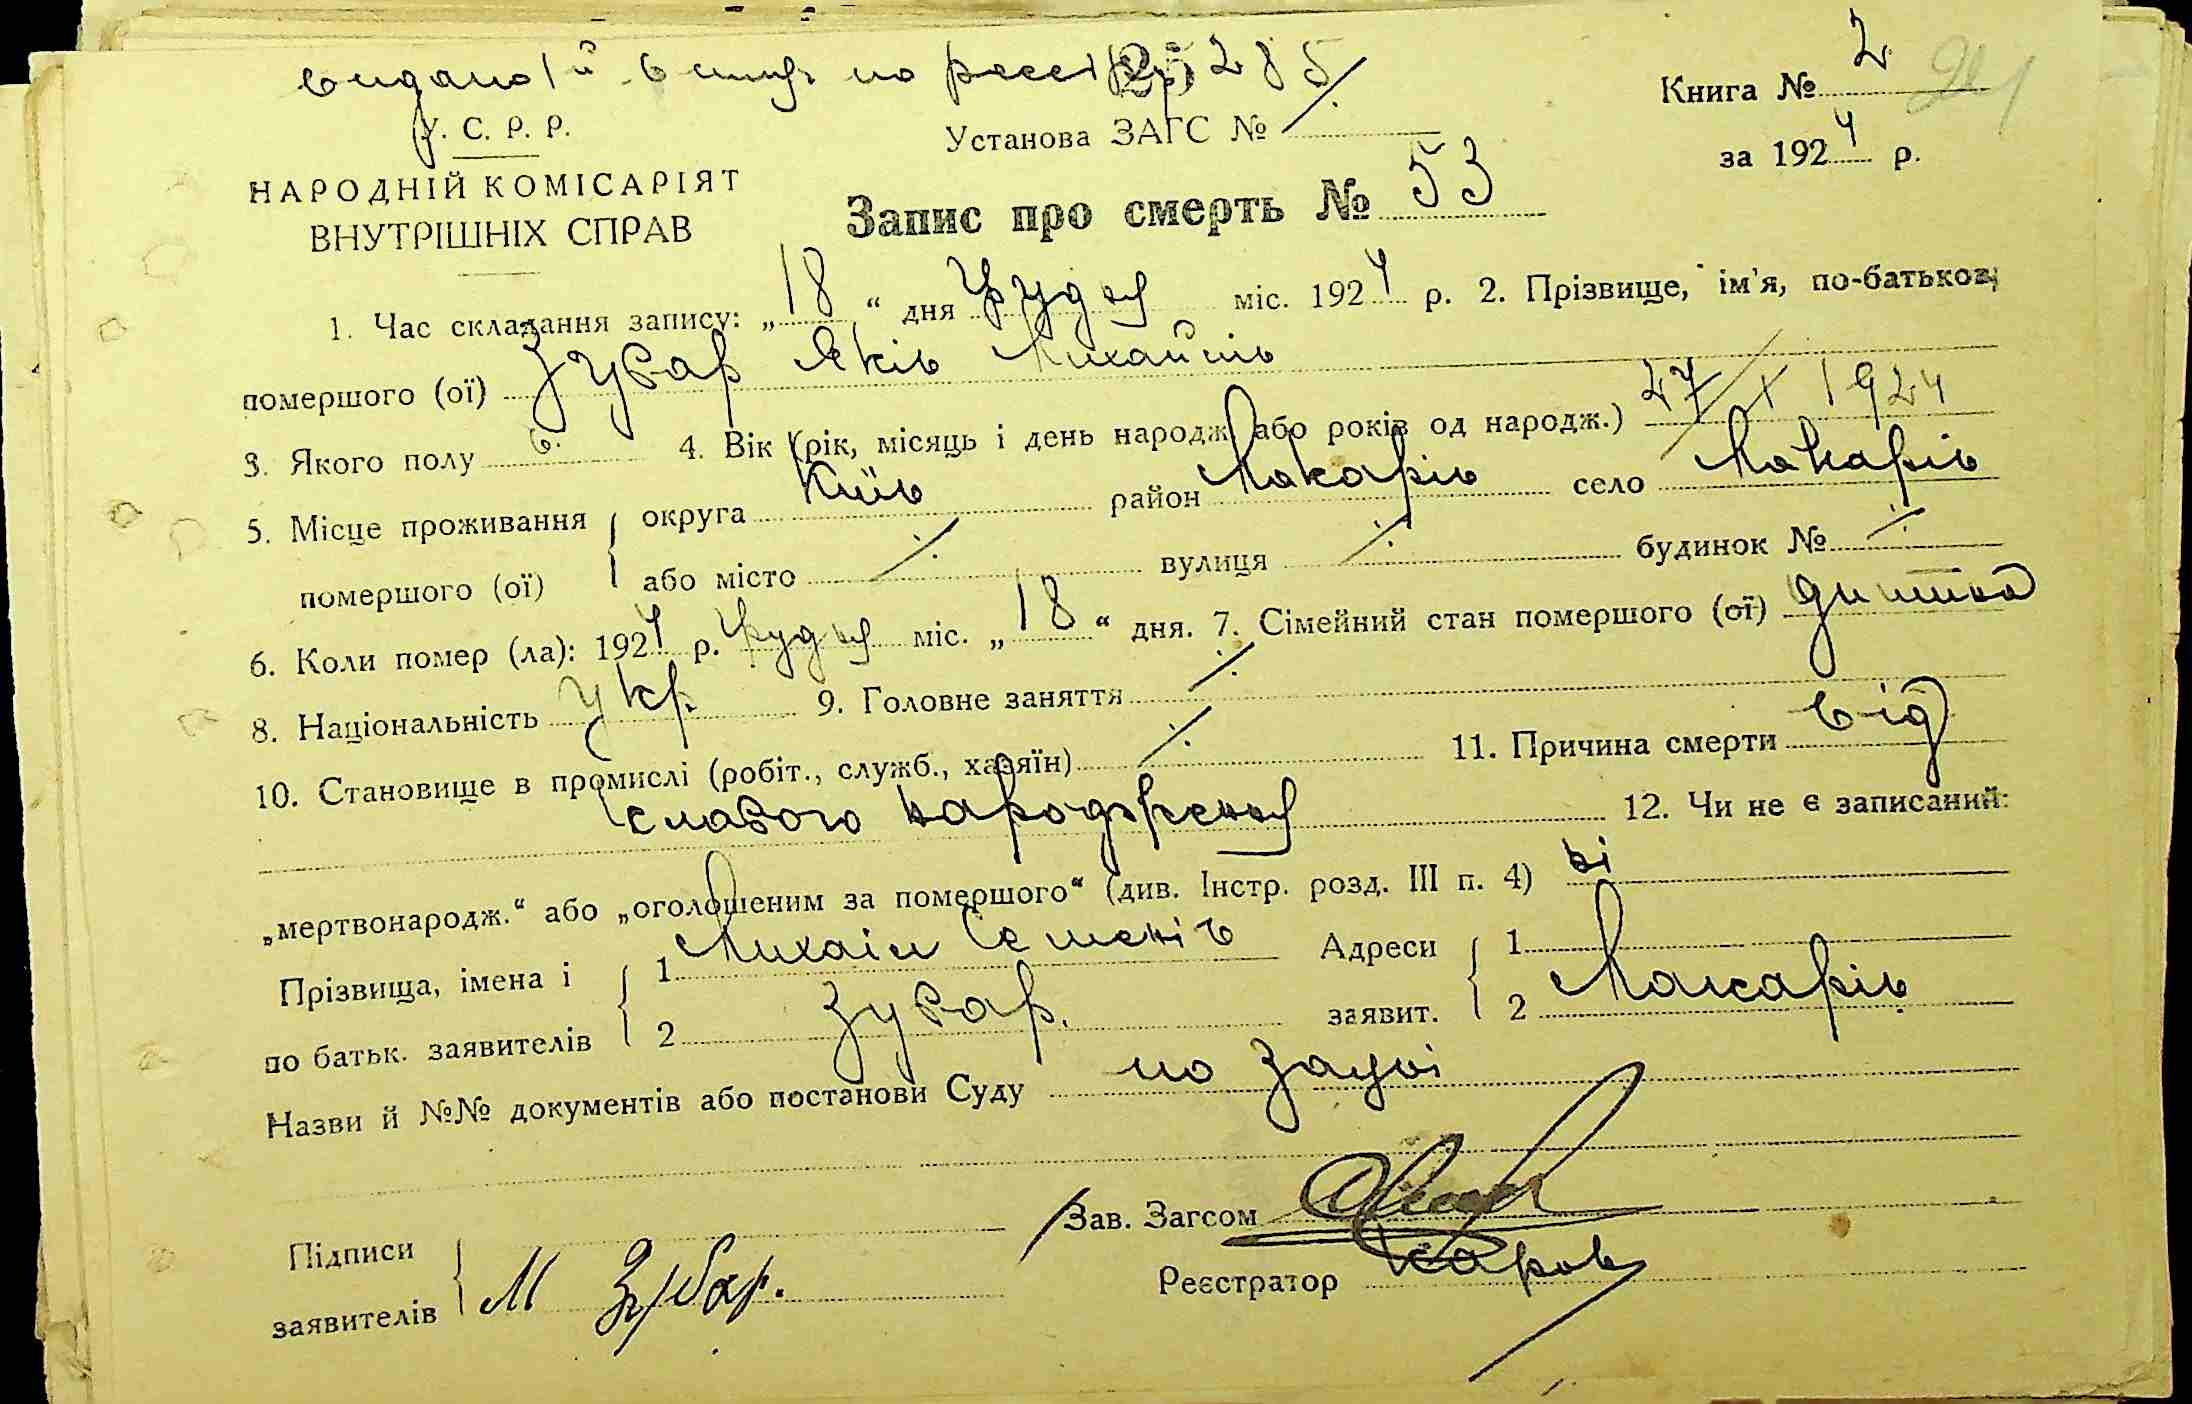 видано й витяг по реєстр 285
Книга № 2
У. С. Р. Р.
Установа ЗАГС № ⁒
за 1924 р.
НАРОДНІЙ КОМІСАРІЯТ
ВНУТРІШНІХ СПРАВ
Запис про смерть № 53
1. Час складання запису: „18“ дня Грудня міс. 1924 р. 2. Прізвище, ім'я, по-батькові
помершого (ої) Зубар Яків Михайлів
3. Якого полу ч. 4. Вік (рік, місяць і день народж. або років од народж.) 27/X 1924
5. Місце проживання помершого (ої) { округа Київ район Макарів село Макарів
або місто ⁒ вулиця ⁒ будинок № ⁒
6. Коли помер (ла): 1924 р. Грудня міс. „18“ дня. 7. Сімейний стан помершого (ої) дитина
8. Національність укр. 9. Головне заняття ⁒
10. Становище в промислі (робіт., служб., хазяїн) ⁒ 11. Причина смерти від
слабого народження 12. Чи не є записаний:
„мертвонародж.“ або „оголошеним за помершого“ (див. Інстр. розд. III п. 4) ні
Прізвища, імена і { 1 Михаіл Семенів Адреси { 1
по батьк. заявителів 2 Зубар. заявит. 2 Макарів
Назви й №№ документів або постанови Суду по заяві
Зав. Загсом
Підписи
заявителів { М Зубар.
Реєстратор